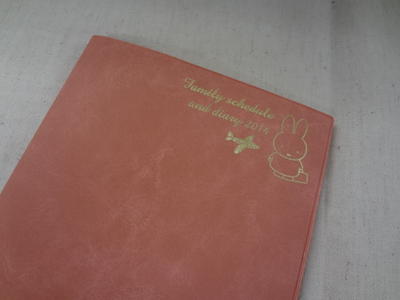 Family schedule
and diary 2014